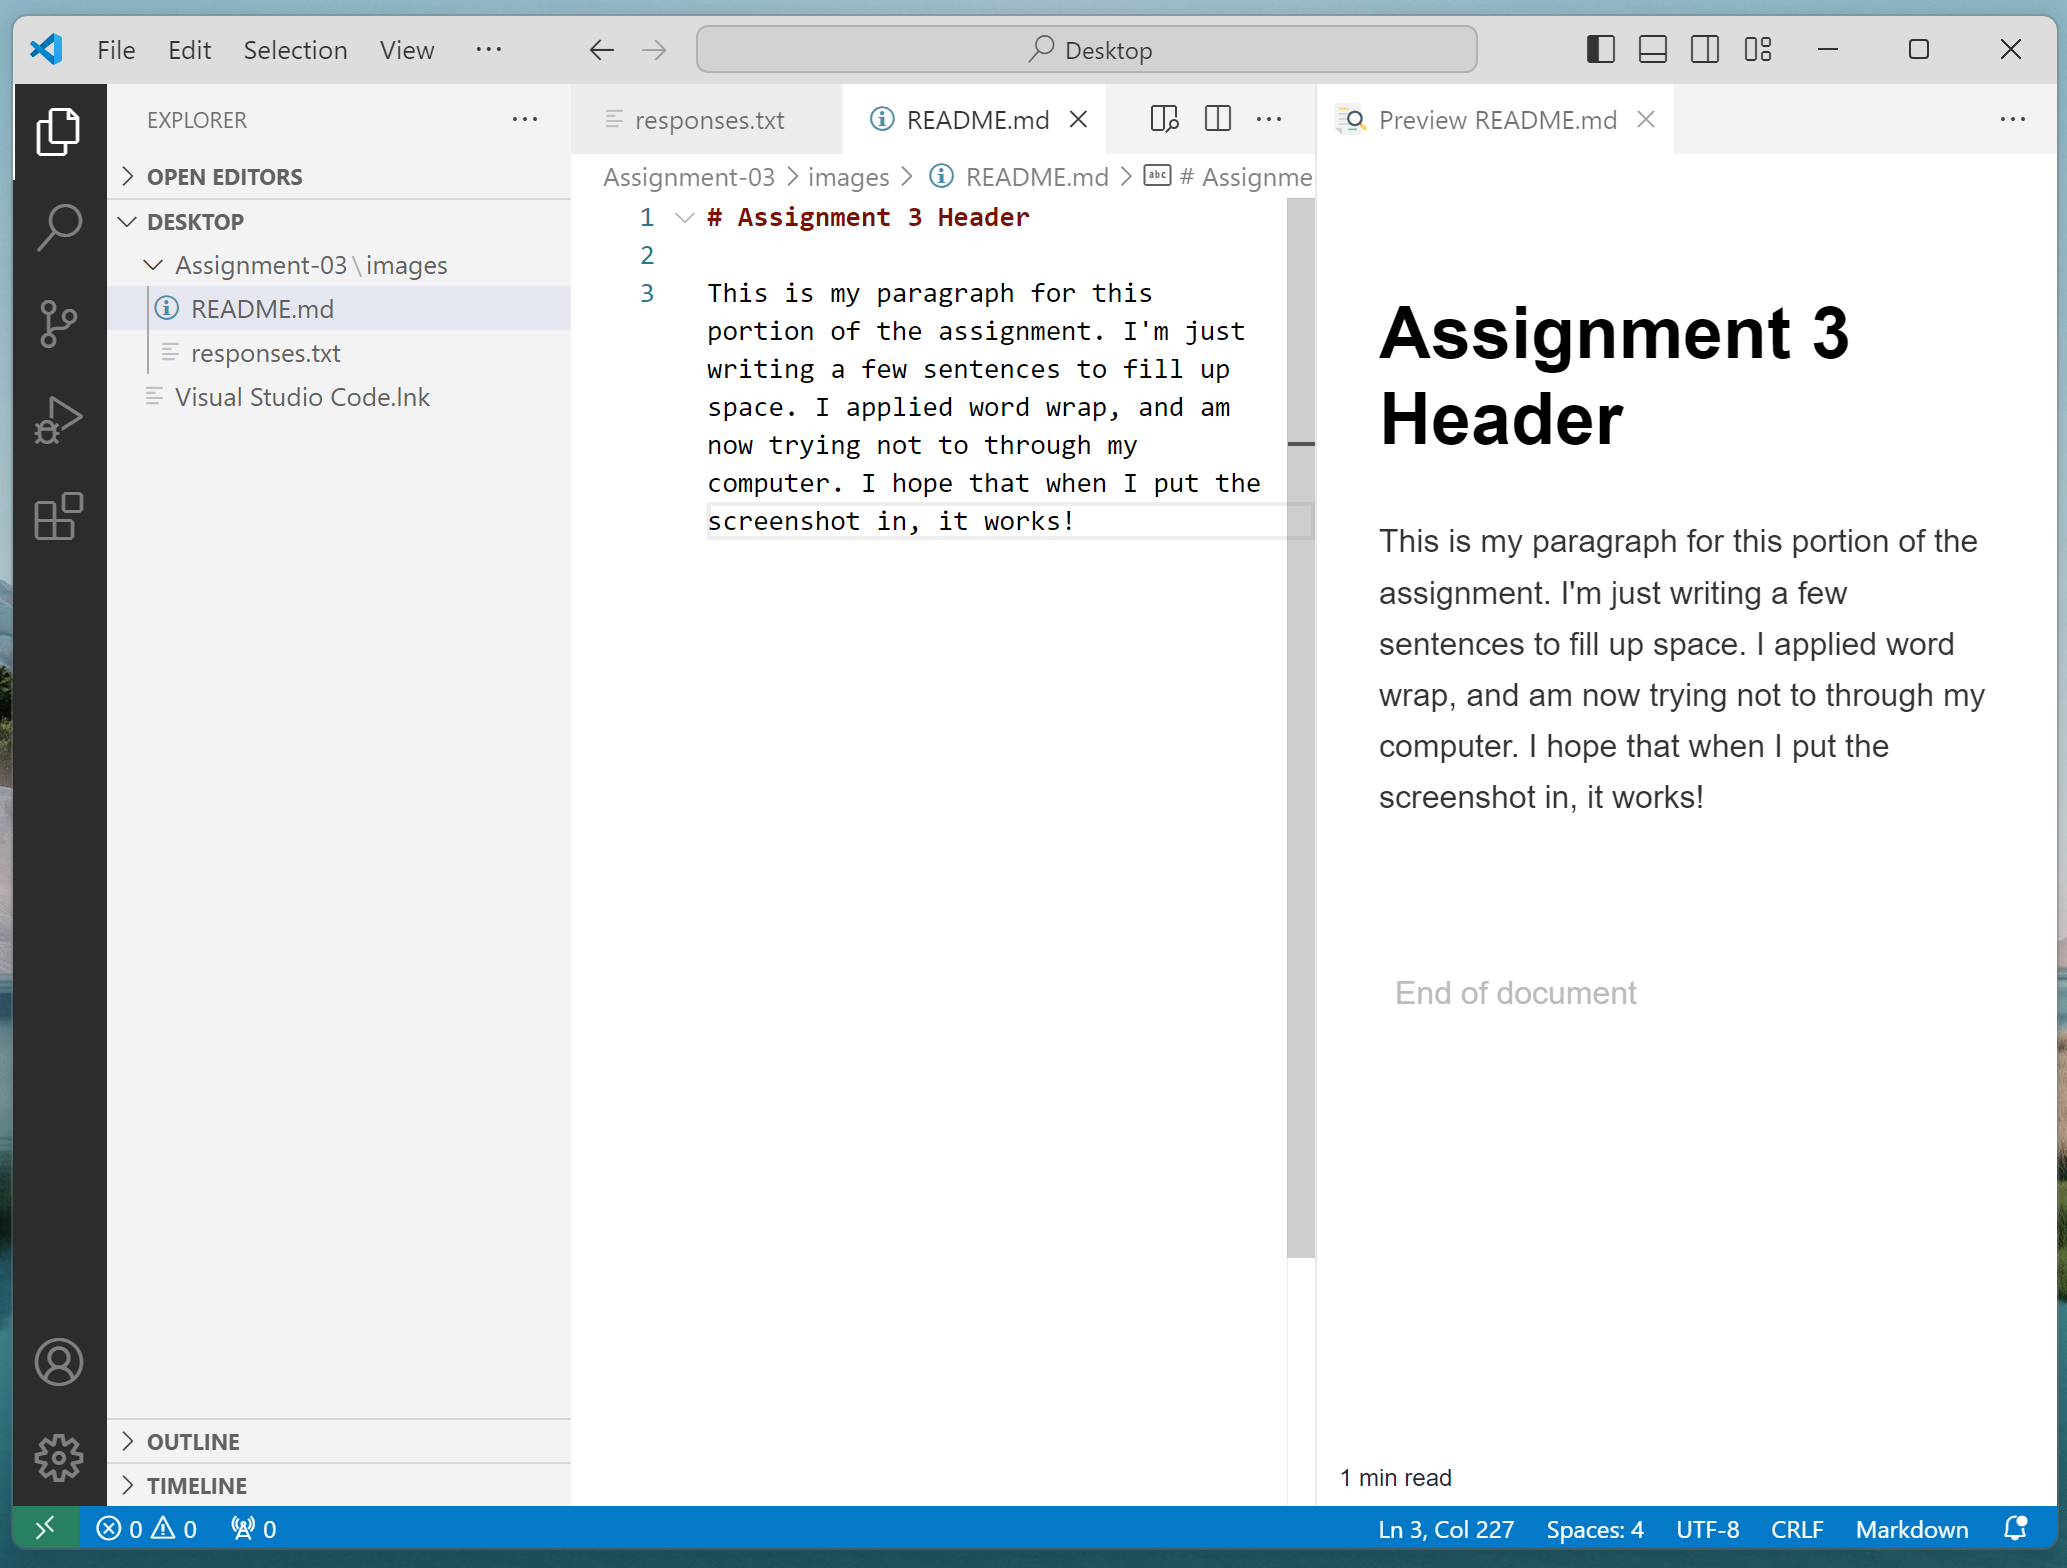 File Edit Selection View ··· Desktop
EXPLORER ···
OPEN EDITORS
DESKTOP
Assignment-03\images
README.md
responses.txt
Visual Studio Code.lnk
OUTLINE
TIMELINE
responses.txt README.md ···
Assignment-03 > images > README.md > abc # Assignme
1 # Assignment 3 Header
2
3 This is my paragraph for this
portion of the assignment. I'm just
writing a few sentences to fill up
space. I applied word wrap, and am
now trying not to through my
computer. I hope that when I put the
screenshot in, it works!
Preview README.md ···
Assignment 3
Header
This is my paragraph for this portion of the
assignment. I'm just writing a few
sentences to fill up space. I applied word
wrap, and am now trying not to through my
computer. I hope that when I put the
screenshot in, it works!
End of document
1 min read
0 0 0 Ln 3, Col 227 Spaces: 4 UTF-8 CRLF Markdown